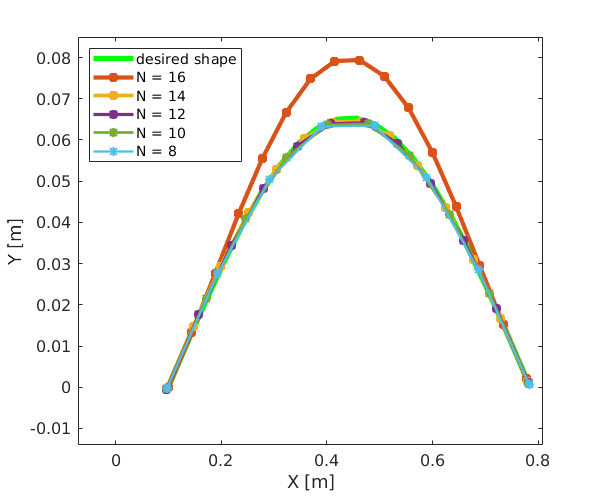 0.08
0.07
0.06
0.05
0.04
0.03
0.02
0.01
0
-0.01
Y [m]
desired shape
N = 16
N = 14
N = 12
N = 10
N = 8
0 0.2 0.4 0.6 0.8
X [m]